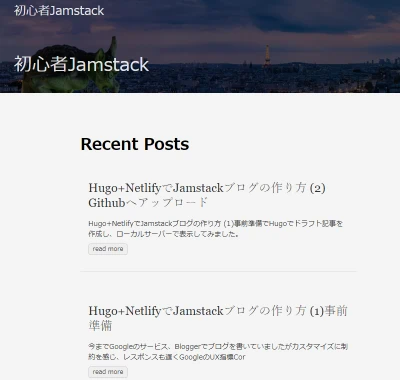 初心者Jamstack
初心者Jamstack
Recent Posts
Hugo+NetlifyでJamstackブログの作り方 (2)
Githubへアップロード
Hugo+NetlifyでJamstackブログの作り方 (1)事前準備でHugoでドラフト記事を
作成し、ローカルサーバーで表示してみました。
read more
Hugo+NetlifyでJamstackブログの作り方 (1)事前
準備
今までGoogleのサービス、Bloggerでブログを書いていましたがカスタマイズに制
約を感じ、レスポンスも遅くGoogleのUX指標Cor
read more